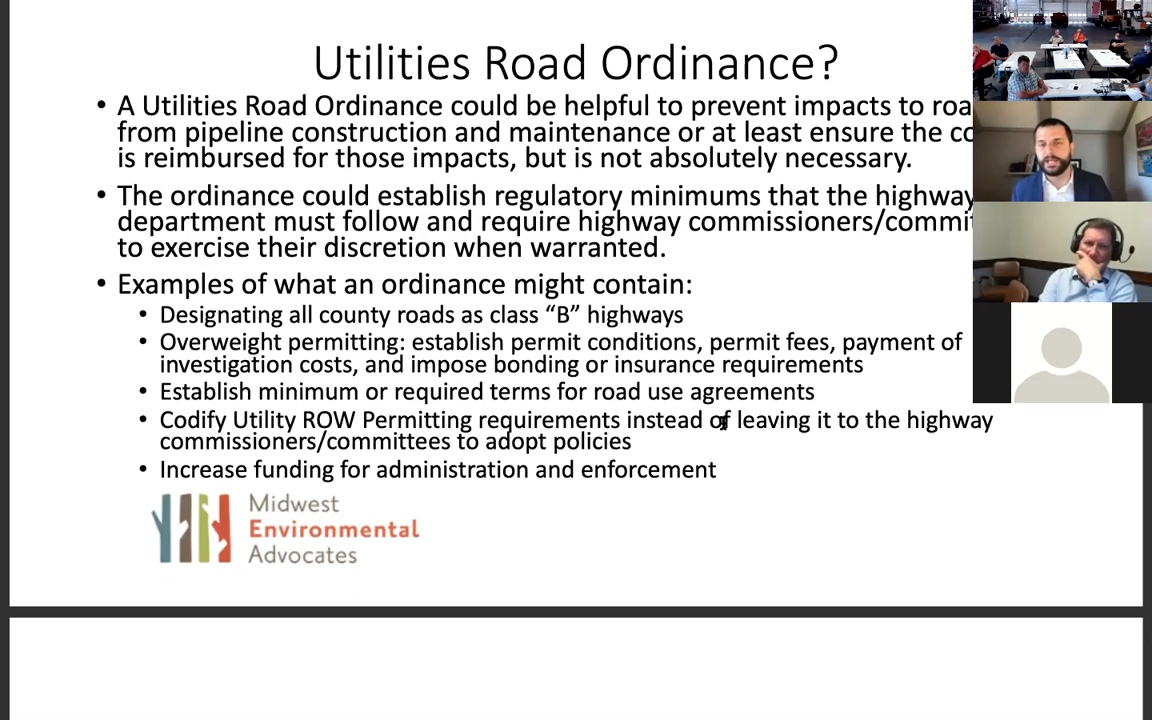 Utilities Road Ordinance?
• A Utilities Road Ordinance could be helpful to prevent impacts to
from pipeline construction and maintenance or at least ensure the
is reimbursed for those impacts, but is not absolutely necessary.
• The ordinance could establish regulatory minimums that the highway
department must follow and require highway commissioners/
to exercise their discretion when warranted.
• Examples of what an ordinance might contain:
• Designating all county roads as class “B” highways
• Overweight permitting: establish permit conditions, permit fees, payment of
investigation costs, and impose bonding or insurance requirements
• Establish minimum or required terms for road use agreements
• Codify Utility ROW Permitting requirements instead of leaving it to the highway
commissioners/committees to adopt policies
• Increase funding for administration and enforcement
Midwest
Environmental
Advocates